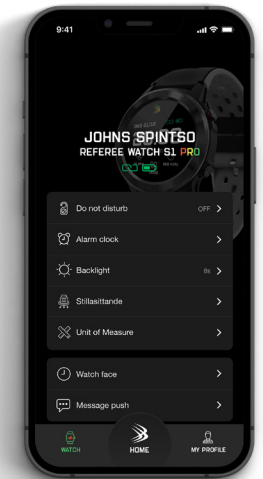 9:41
JOHNS SPINTSO
REFEREE WATCH S1 PRO
Do not disturb OFF
Alarm clock
Backlight 6s
Stillasittande
Unit of Measure
Watch face
Message push
WATCH HOME MY PROFILE